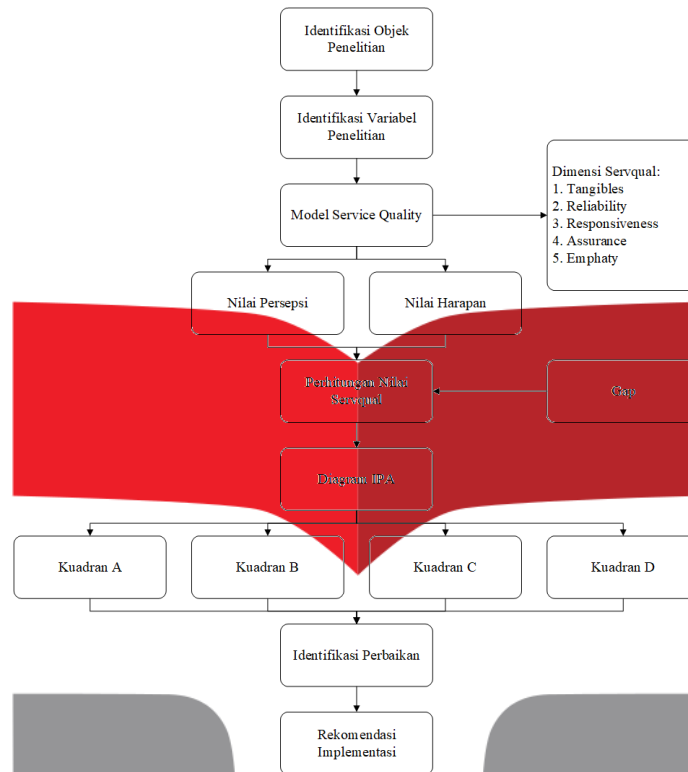 Identifikasi Objek
Penelitian
Identifikasi Variabel
Penelitian
Model Service Quality
Dimensi Servqual:
1. Tangibles
2. Reliability
3. Responsiveness
4. Assurance
5. Emphaty
Nilai Persepsi
Nilai Harapan
Perhitungan Nilai
Servqual
Gap
Diagram IPA
Kuadran A
Kuadran B
Kuadran C
Kuadran D
Identifikasi Perbaikan
Rekomendasi
Implementasi